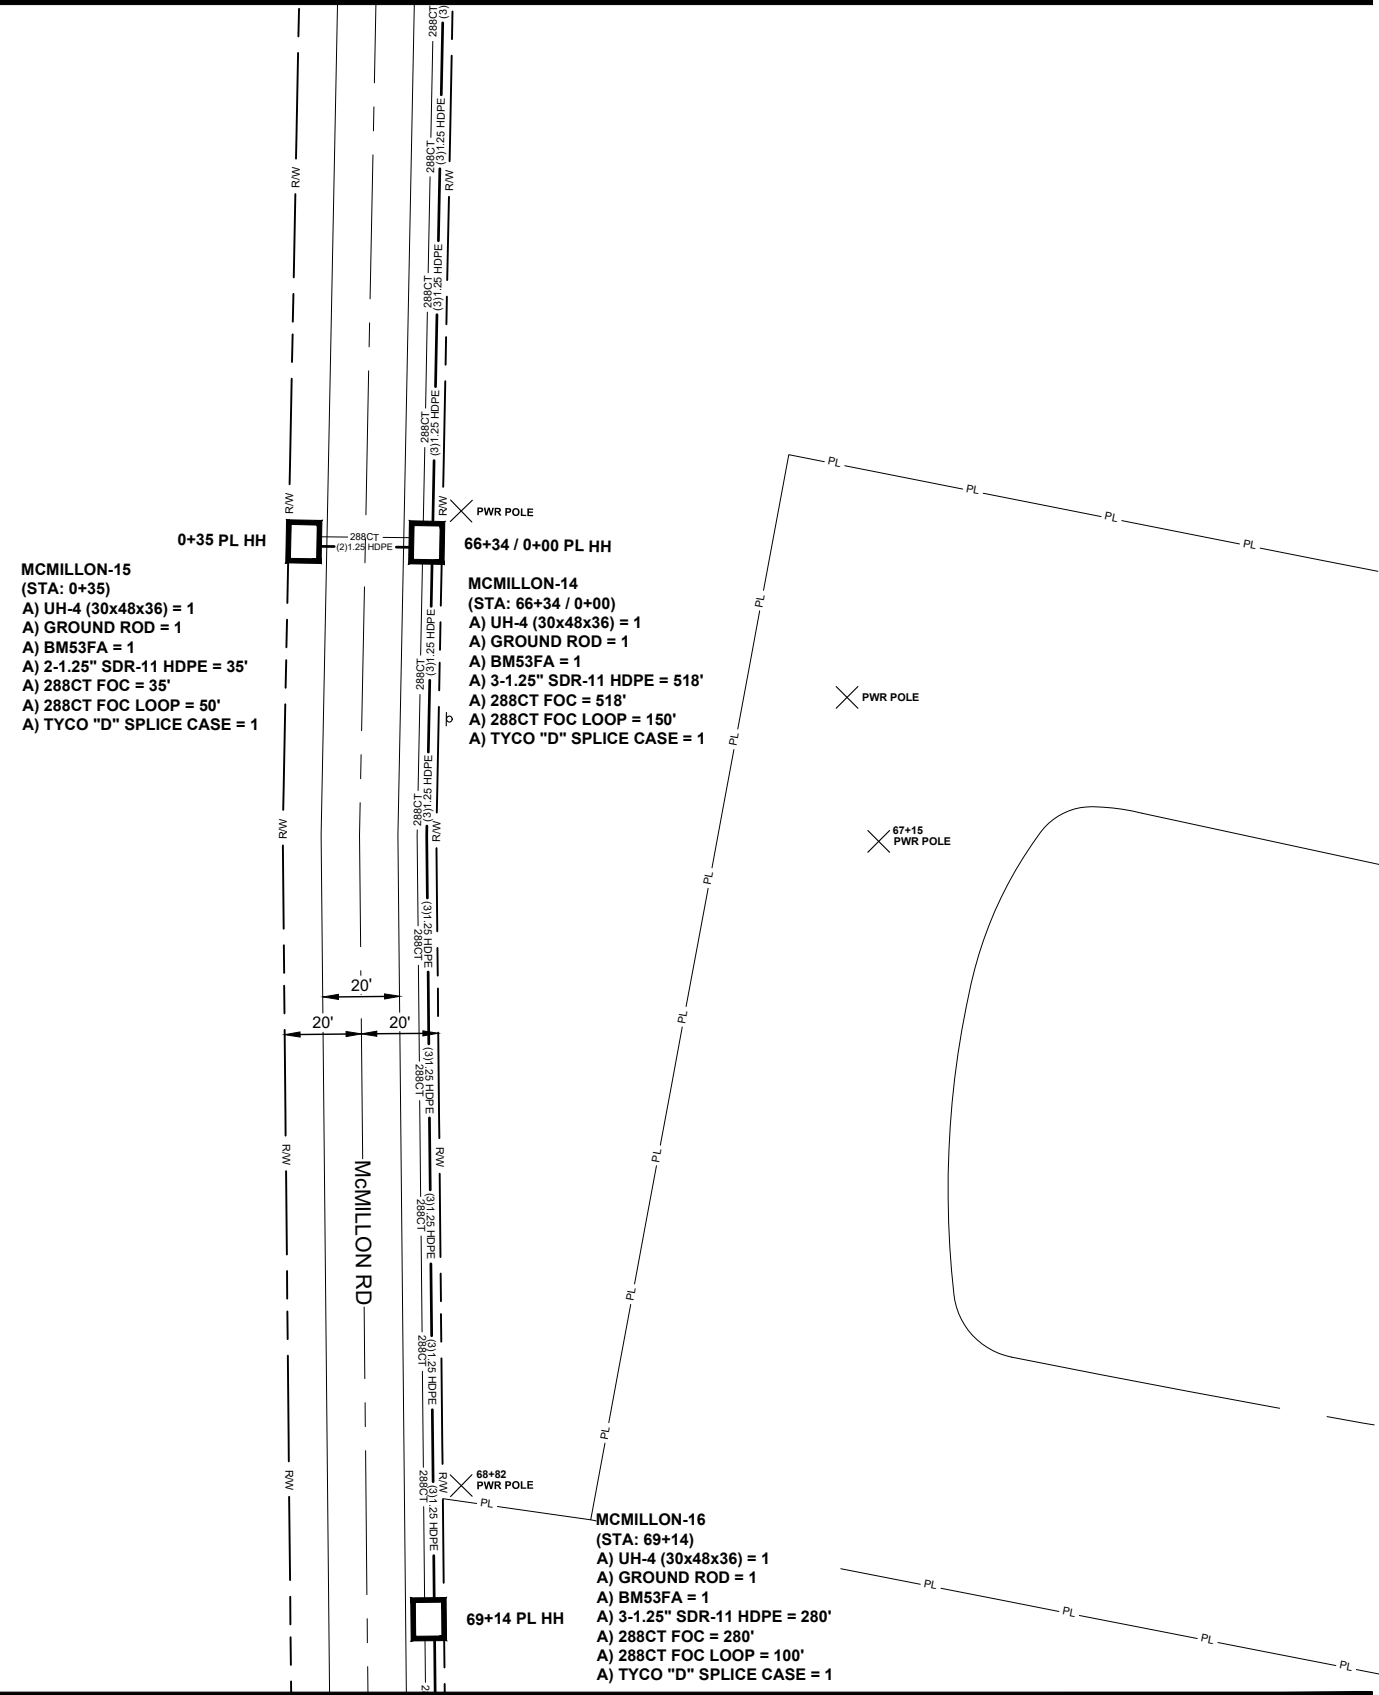 288CT
(3)
288CT
(3)1.25 HDPE
R/W
R/W
288CT
(3)1.25 HDPE
288CT
(3)1.25 HDPE
R/W
R/W
PWR POLE
0+35 PL HH
288CT
(2)1.25 HDPE
66+34 / 0+00 PL HH
MCMILLON-15
(STA: 0+35)
A) UH-4 (30x48x36) = 1
A) GROUND ROD = 1
A) BM53FA = 1
A) 2-1.25" SDR-11 HDPE = 35'
A) 288CT FOC = 35'
A) 288CT FOC LOOP = 50'
A) TYCO "D" SPLICE CASE = 1
MCMILLON-14
(STA: 66+34 / 0+00)
A) UH-4 (30x48x36) = 1
A) GROUND ROD = 1
A) BM53FA = 1
A) 3-1.25" SDR-11 HDPE = 518'
A) 288CT FOC = 518'
A) 288CT FOC LOOP = 150'
A) TYCO "D" SPLICE CASE = 1
288CT
(3)1.25 HDPE
288CT
(3)1.25 HDPE
R/W
R/W
PL
PL
PL
PL
PL
PL
PL
PL
PL
PL
PL
PWR POLE
67+15
PWR POLE
(3)1.25 HDPE
288CT
20'
20'
20'
(3)1.25 HDPE
288CT
R/W
R/W
McMILLON RD
(3)1.25 HDPE
288CT
(3)1.25 HDPE
288CT
R/W
R/W
288CT
(3)1.25 HDPE
68+82
PWR POLE
PL
MCMILLON-16
(STA: 69+14)
A) UH-4 (30x48x36) = 1
A) GROUND ROD = 1
A) BM53FA = 1
A) 3-1.25" SDR-11 HDPE = 280'
A) 288CT FOC = 280'
A) 288CT FOC LOOP = 100'
A) TYCO "D" SPLICE CASE = 1
69+14 PL HH
PL
PL
PL
PL
2